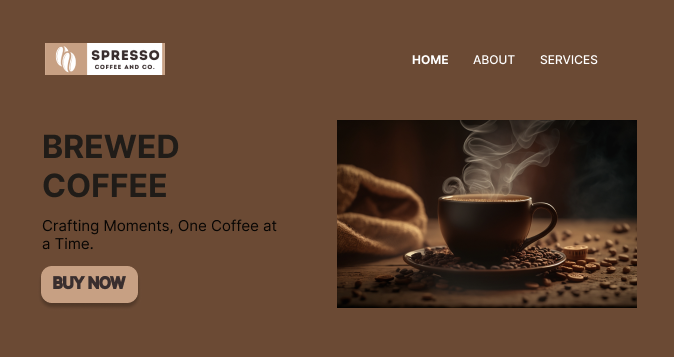 SPRESSO
COFFEE AND CO.
HOME ABOUT SERVICES
BREWED
COFFEE
Crafting Moments, One Coffee at
a Time.
BUY NOW